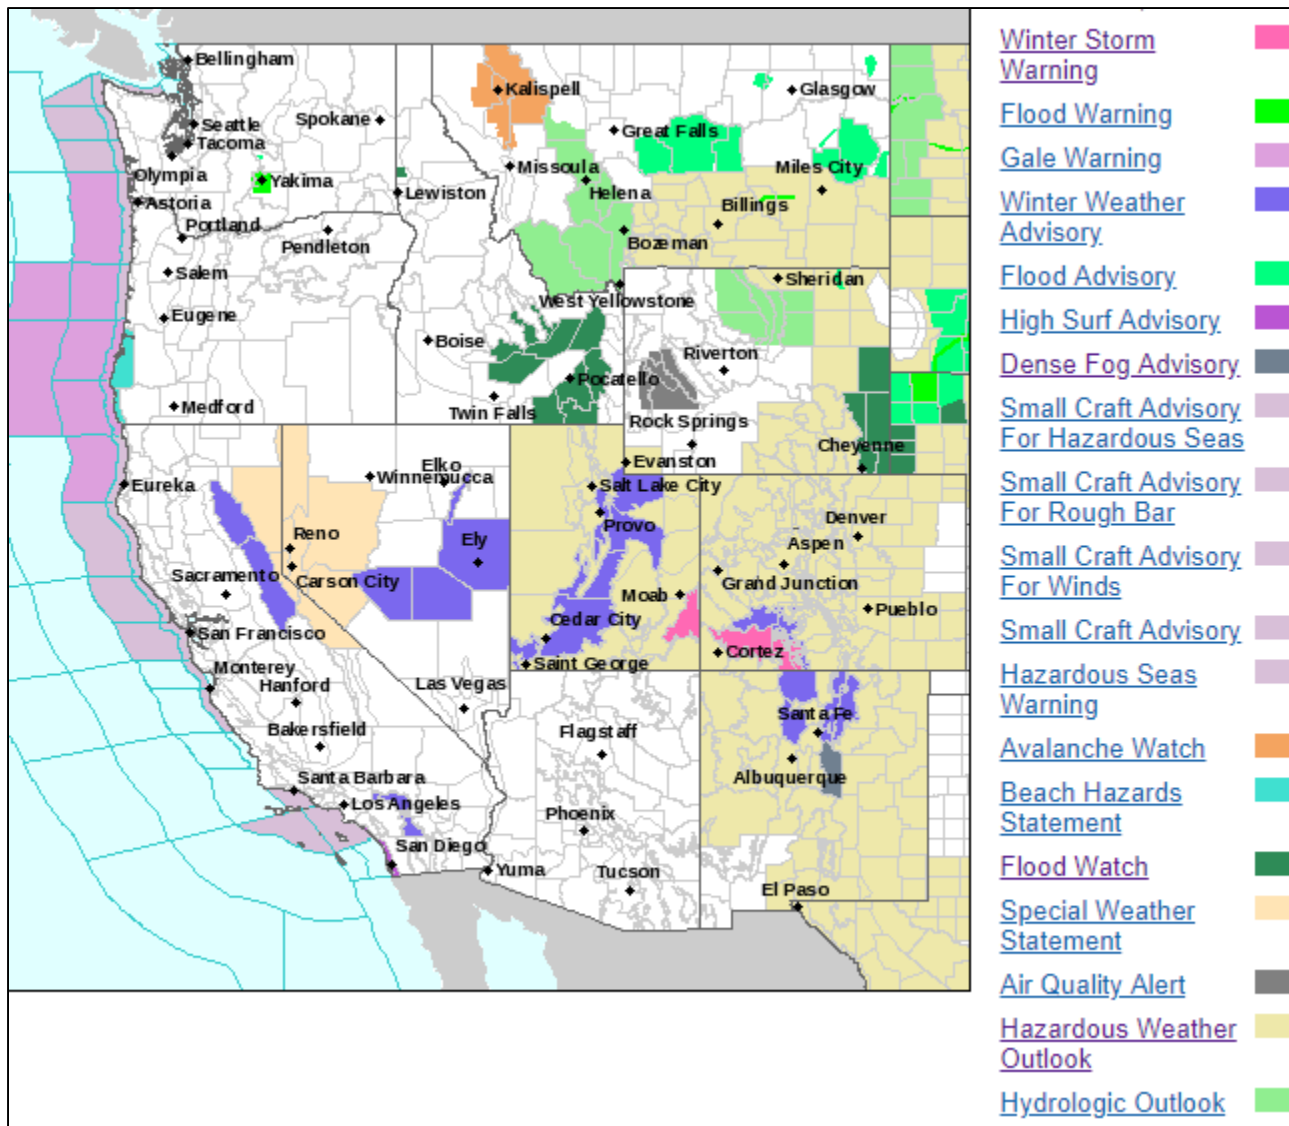 Bellingham
Kalispell
Glasgow
Seattle
Spokane
Great Falls
Tacoma
Missoula
Miles City
Olympia
Yakima
Lewiston
Helena
Astoria
Billings
Portland
Pendleton
Bozeman
Salem
Sheridan
West Yellowstone
Eugene
Boise
Riverton
Pocatello
Medford
Twin Falls
Rock Springs
Cheyenne
Elko
Evanston
Winnemucca
Eureka
Salt Lake City
Provo
Denver
Reno
Ely
Aspen
Sacramento
Carson City
Grand Junction
Moab
Pueblo
Cedar City
San Francisco
Cortez
Saint George
Monterey
Hanford
Las Vegas
Santa Fe
Bakersfield
Flagstaff
Santa Barbara
Albuquerque
Los Angeles
Phoenix
San Diego
Yuma
Tucson
El Paso
Winter Storm
Warning
Flood Warning
Gale Warning
Winter Weather
Advisory
Flood Advisory
High Surf Advisory
Dense Fog Advisory
Small Craft Advisory
For Hazardous Seas
Small Craft Advisory
For Rough Bar
Small Craft Advisory
For Winds
Small Craft Advisory
Hazardous Seas
Warning
Avalanche Watch
Beach Hazards
Statement
Flood Watch
Special Weather
Statement
Air Quality Alert
Hazardous Weather
Outlook
Hydrologic Outlook